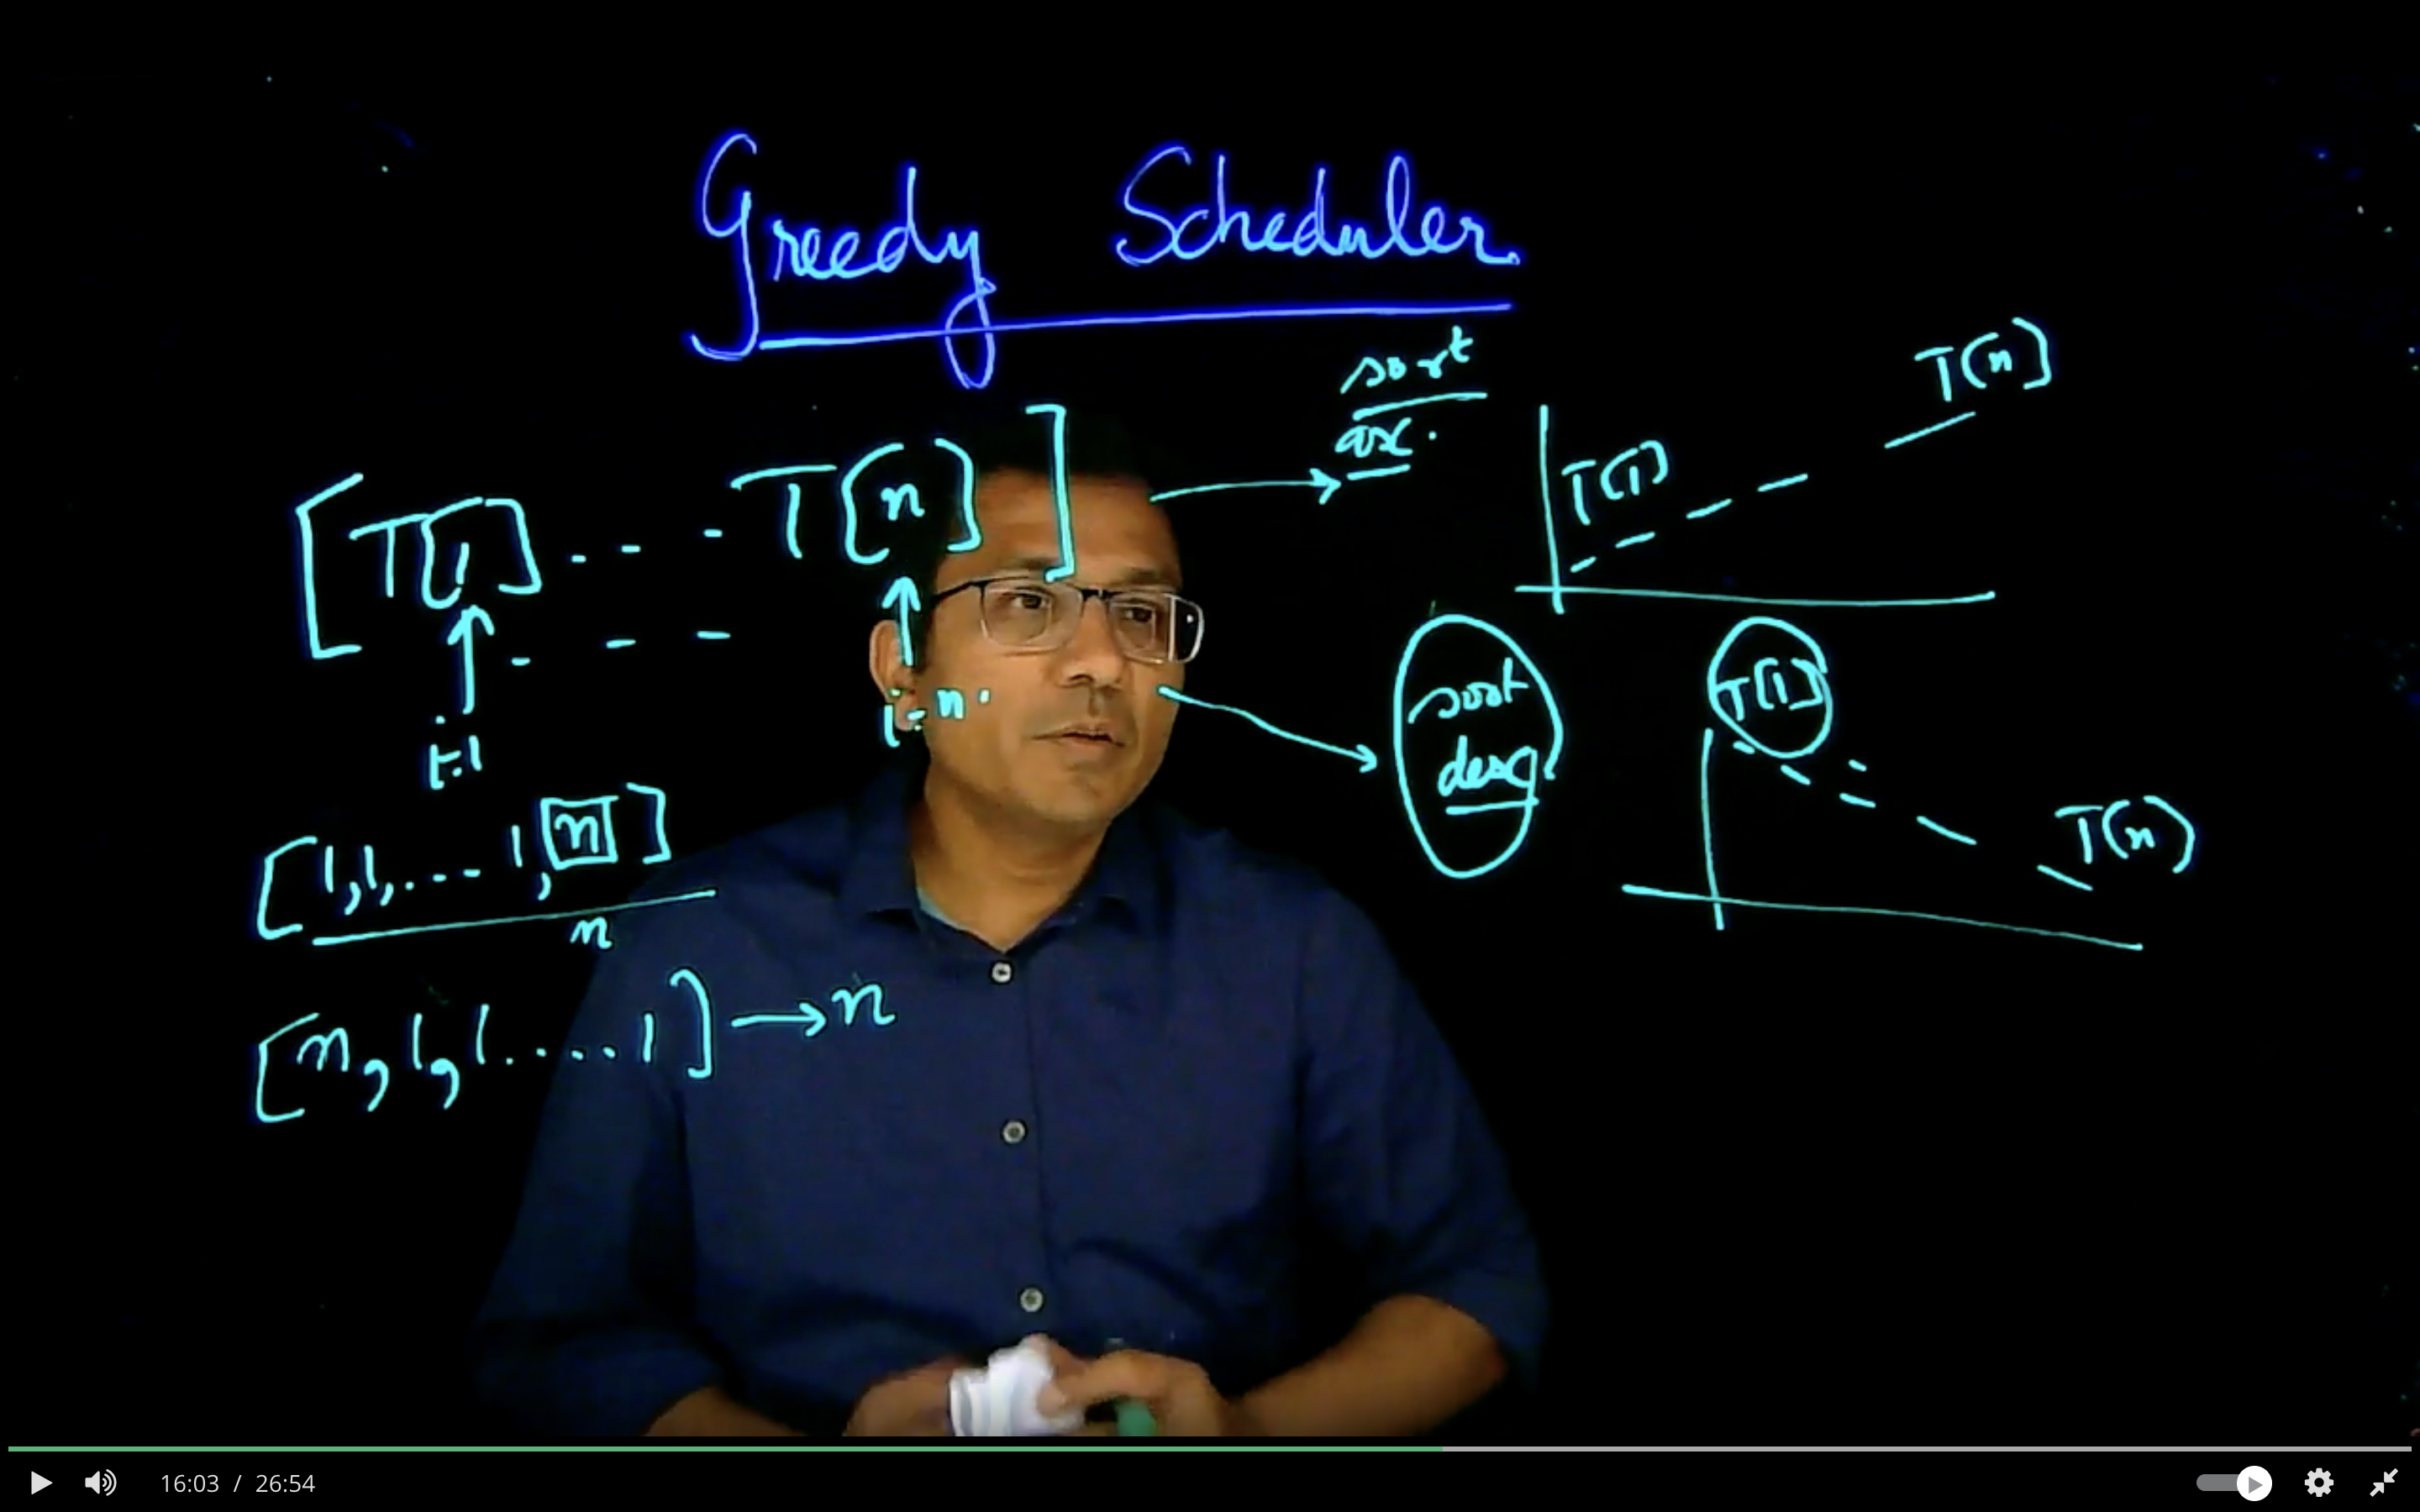 Greedy Scheduler
[T[1] - - - T[n]]
i=1
i=n
sort
asc.
T[1]
T[n]
sort
desc
T[1]
T[n]
[1,1,...1,n]
n
[n,1,1....1] → n
16:03 / 26:54